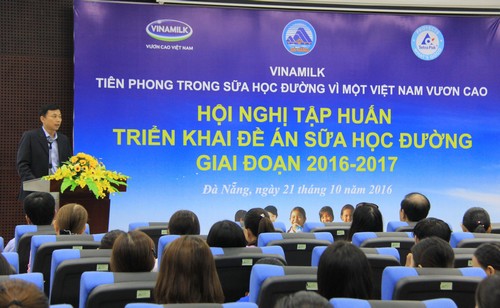 VINAMILK
VƯƠN CAO VIỆT NAM
Tetra Pak
VINAMILK
TIÊN PHONG TRONG SỮA HỌC ĐƯỜNG VÌ MỘT VIỆT NAM VƯƠN CAO
HỘI NGHỊ TẬP HUẤN
TRIỂN KHAI ĐỀ ÁN SỮA HỌC ĐƯỜNG
GIAI ĐOẠN 2016-2017
Đà Nẵng, ngày 21 tháng 10 năm 2016